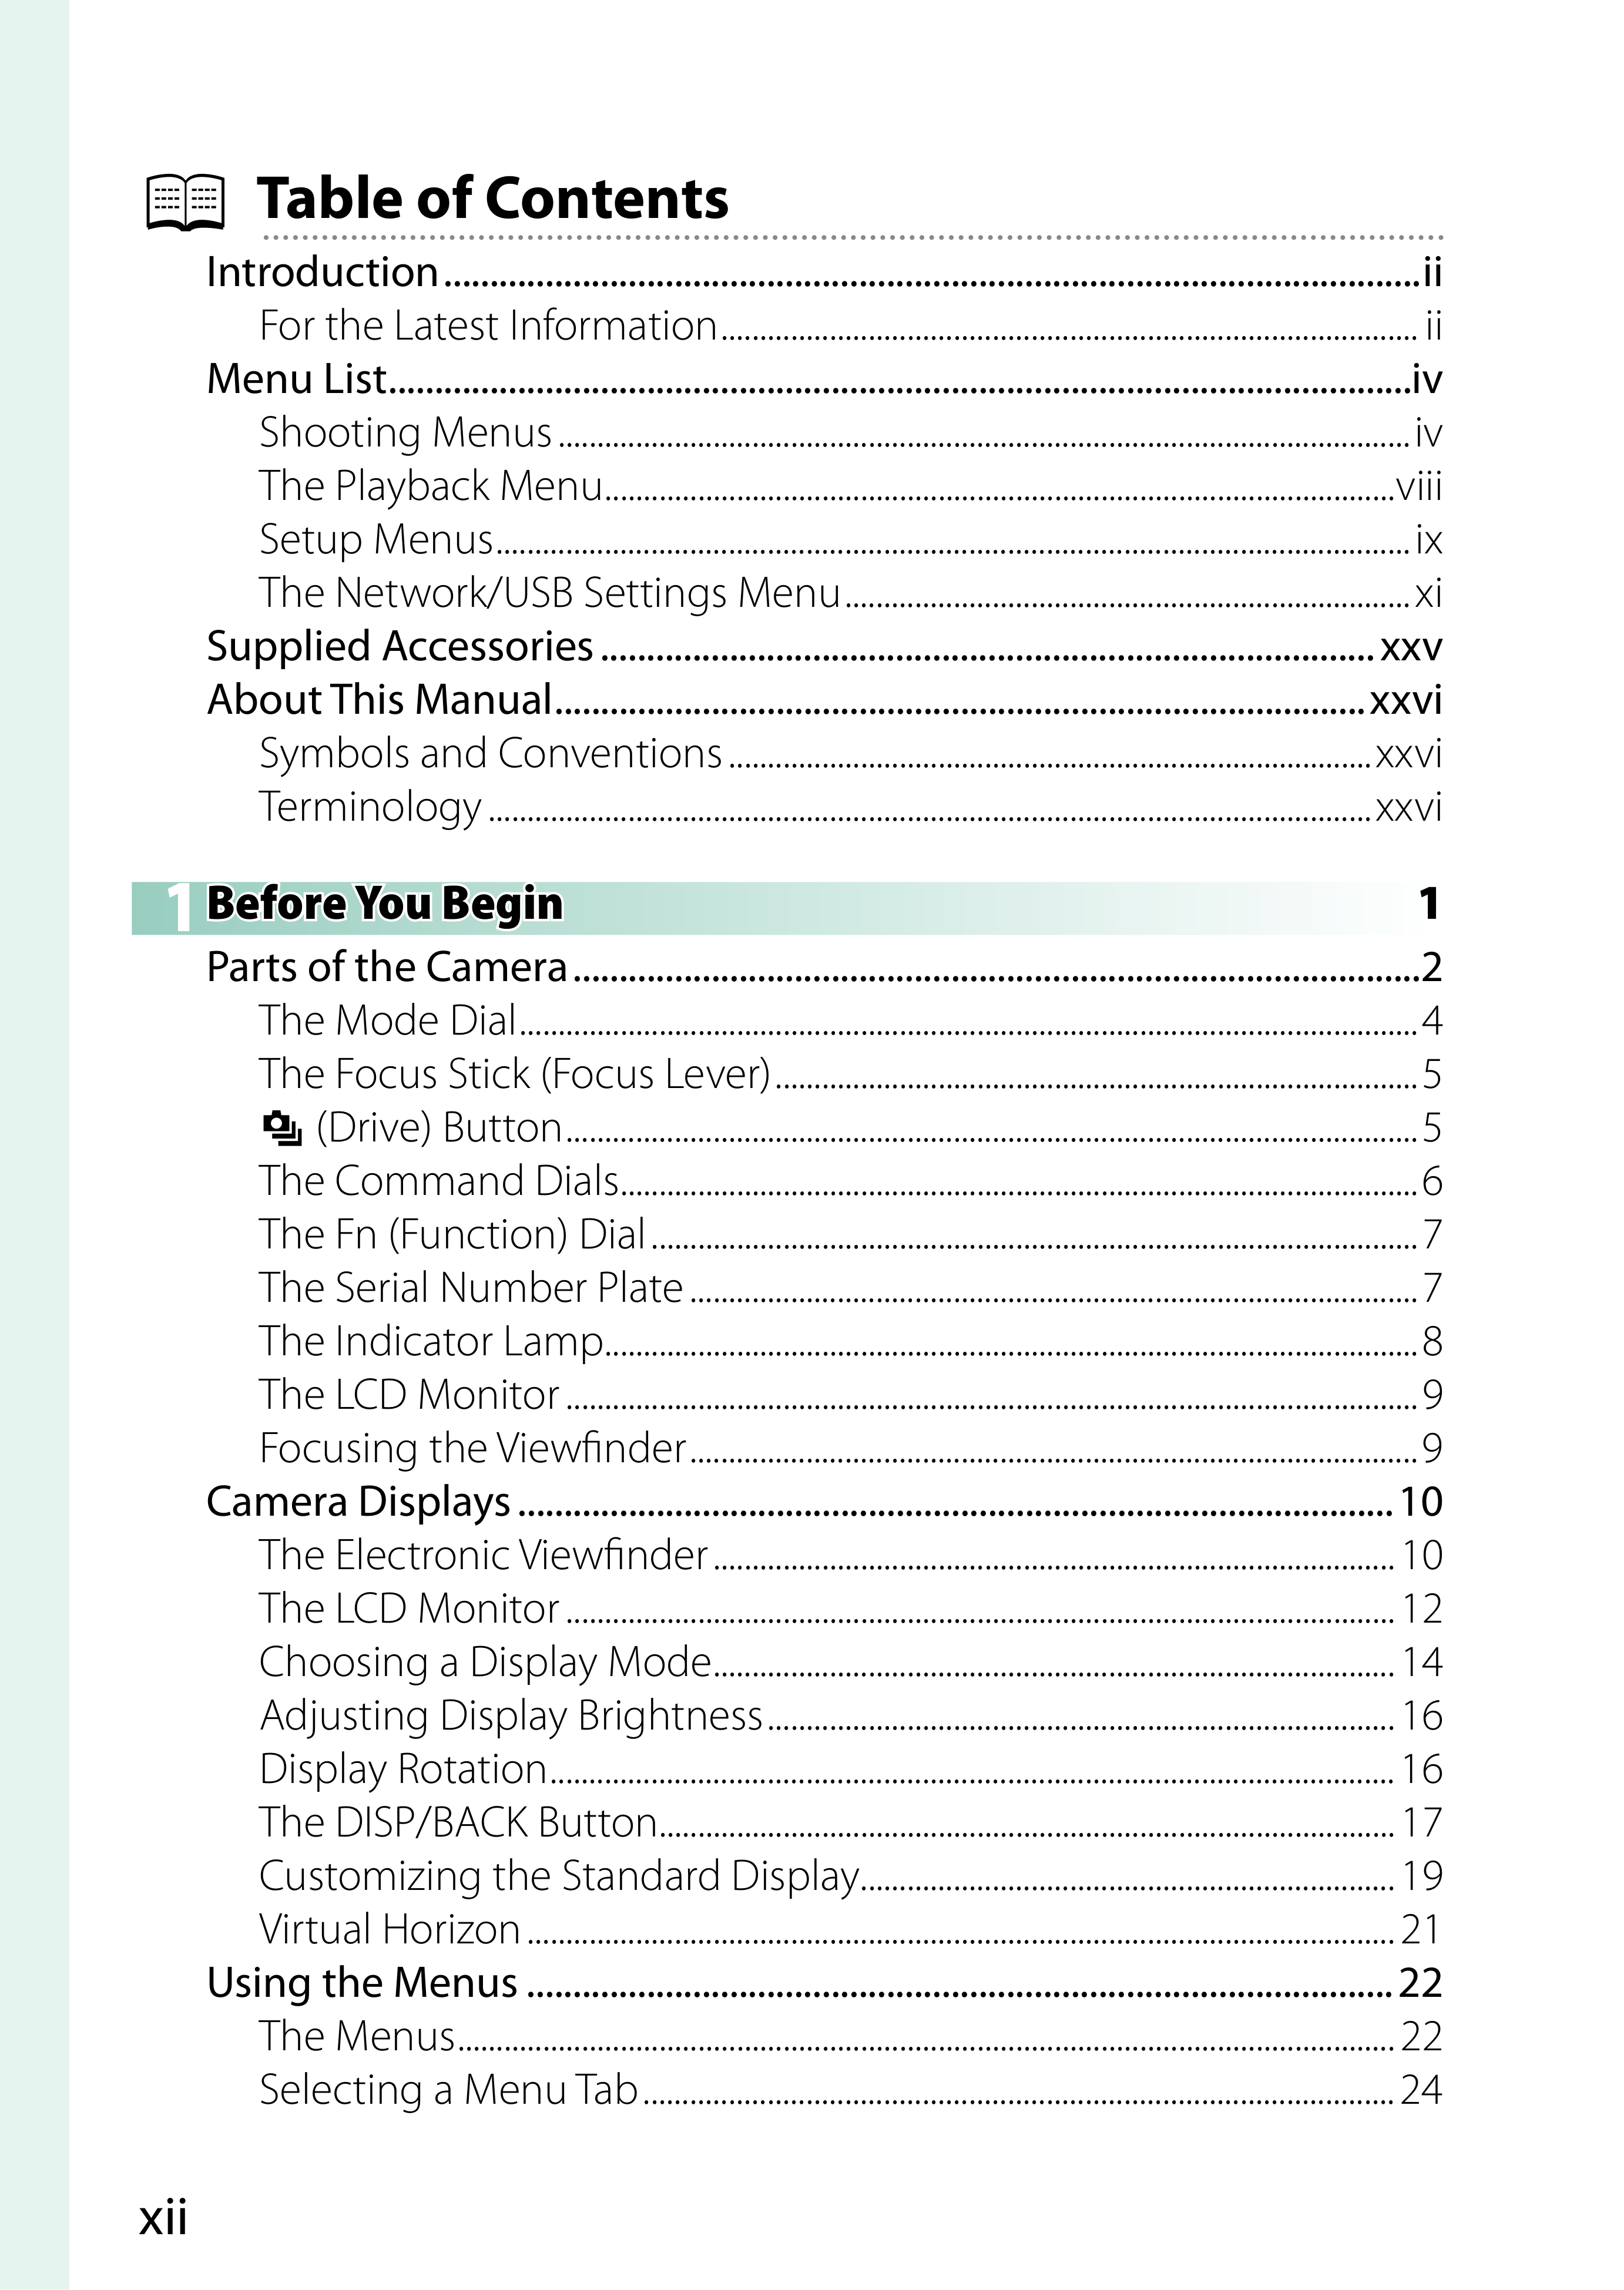 Table of Contents
Introduction ii
For the Latest Information ii
Menu List iv
Shooting Menus iv
The Playback Menu viii
Setup Menus ix
The Network/USB Settings Menu xi
Supplied Accessories xxv
About This Manual xxvi
Symbols and Conventions xxvi
Terminology xxvi
1 Before You Begin 1
Parts of the Camera 2
The Mode Dial 4
The Focus Stick (Focus Lever) 5
(Drive) Button 5
The Command Dials 6
The Fn (Function) Dial 7
The Serial Number Plate 7
The Indicator Lamp 8
The LCD Monitor 9
Focusing the Viewfinder 9
Camera Displays 10
The Electronic Viewfinder 10
The LCD Monitor 12
Choosing a Display Mode 14
Adjusting Display Brightness 16
Display Rotation 16
The DISP/BACK Button 17
Customizing the Standard Display 19
Virtual Horizon 21
Using the Menus 22
The Menus 22
Selecting a Menu Tab 24
xii